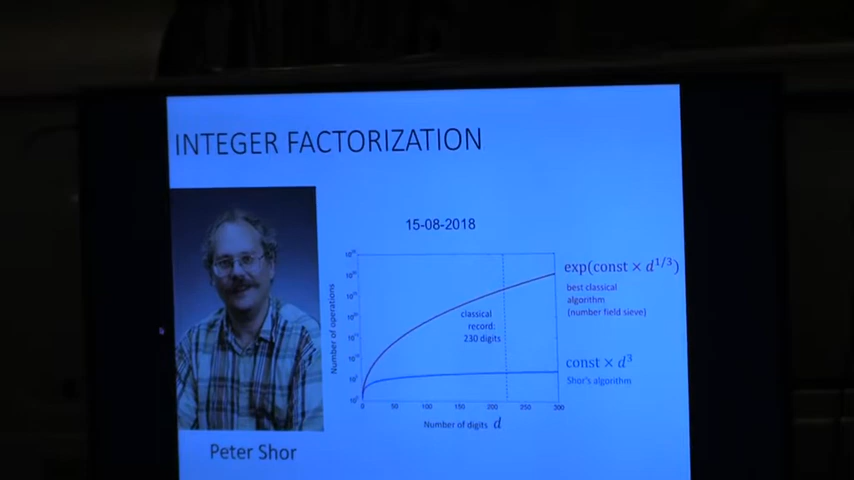 INTEGER FACTORIZATION
15-08-2018
exp(const × d^1/3)
best classical
algorithm
(number field sieve)
classical
record:
230 digits
const × d^3
Shor's algorithm
Number of operations
0 50 100 150 200 250 300
Number of digits d
Peter Shor